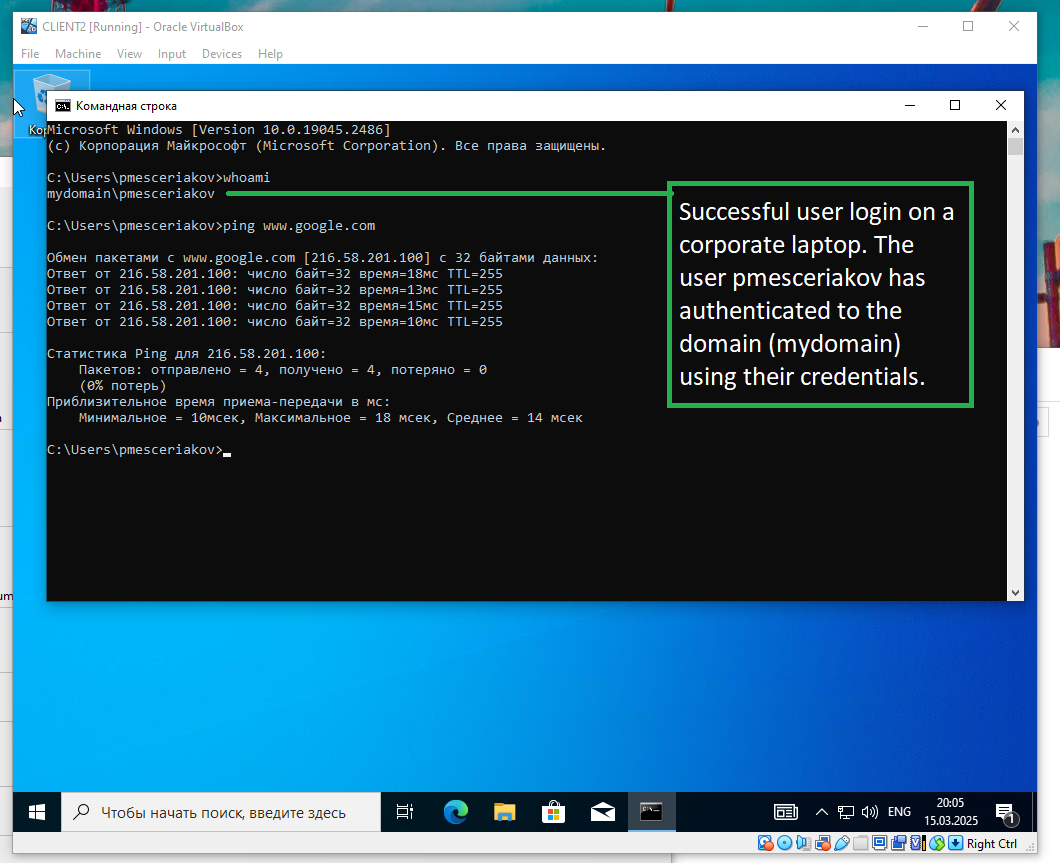 CLIENT2 [Running] - Oracle VirtualBox
File Machine View Input Devices Help
Командная строка
Microsoft Windows [Version 10.0.19045.2486]
(c) Корпорация Майкрософт (Microsoft Corporation). Все права защищены.
C:\Users\pmesceriakov>whoami
mydomain\pmesceriakov
C:\Users\pmesceriakov>ping www.google.com
Обмен пакетами с www.google.com [216.58.201.100] с 32 байтами данных:
Ответ от 216.58.201.100: число байт=32 время=18мс TTL=255
Ответ от 216.58.201.100: число байт=32 время=13мс TTL=255
Ответ от 216.58.201.100: число байт=32 время=15мс TTL=255
Ответ от 216.58.201.100: число байт=32 время=10мс TTL=255
Статистика Ping для 216.58.201.100:
Пакетов: отправлено = 4, получено = 4, потеряно = 0
(0% потерь)
Приблизительное время приема-передачи в мс:
Минимальное = 10мсек, Максимальное = 18 мсек, Среднее = 14 мсек
C:\Users\pmesceriakov>
Successful user login on a
corporate laptop. The
user pmesceriakov has
authenticated to the
domain (mydomain)
using their credentials.
Чтобы начать поиск, введите здесь
ENG
20:05
15.03.2025
1
Right Ctrl